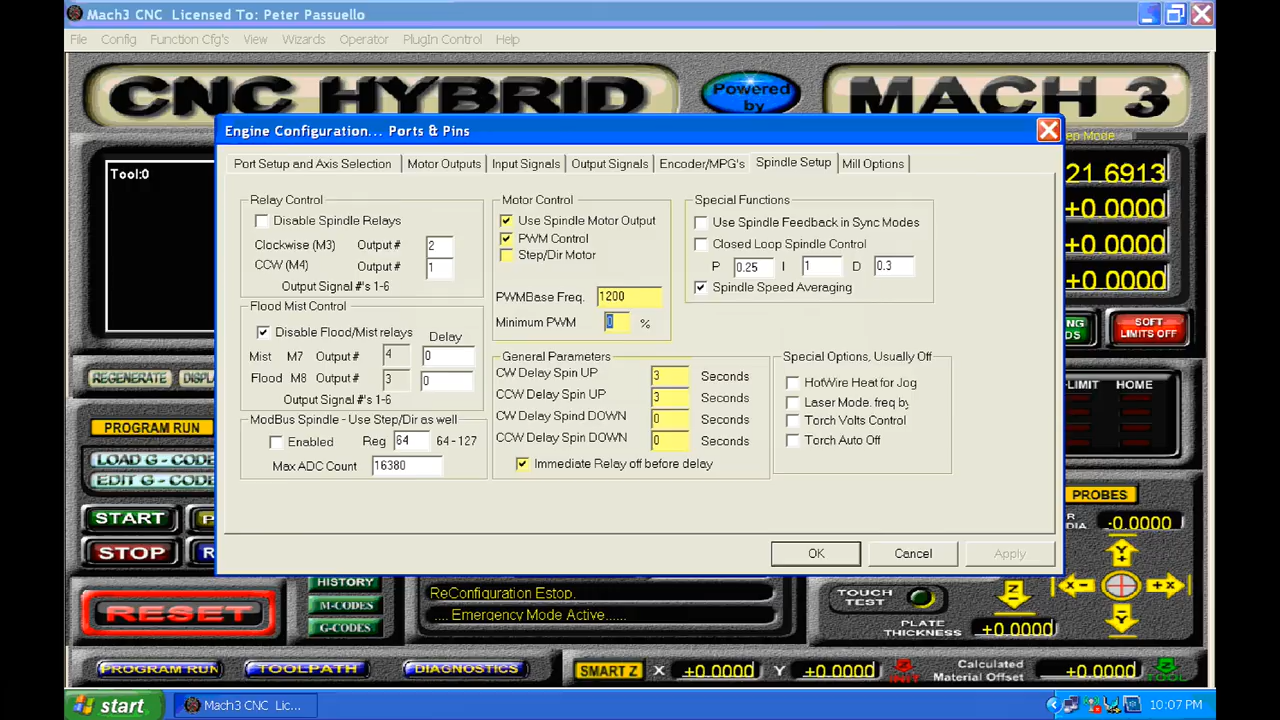 Mach3 CNC Licensed To: Peter Passuello
File Config Function Cfg's View Wizards Operator PlugIn Control Help
CNC HYBRID
Powered
by
MACH 3
Engine Configuration... Ports & Pins
Port Setup and Axis Selection Motor Outputs Input Signals Output Signals Encoder/MPG's Spindle Setup Mill Options
Tool:0
Relay Control
Disable Spindle Relays
Clockwise (M3) Output # 2
CCW (M4) Output # 1
Output Signal #'s 1-6
Flood Mist Control
Disable Flood/Mist relays Delay
Mist M7 Output # 4 0
Flood M8 Output # 3 0
Output Signal #'s 1-6
ModBus Spindle - Use Step/Dir as well
Enabled Reg 64 64 - 127
Max ADC Count 16380
Motor Control
Use Spindle Motor Output
PWM Control
Step/Dir Motor
PWMBase Freq. 1200
Minimum PWM 0 %
General Parameters
CW Delay Spin UP 3 Seconds
CCW Delay Spin UP 3 Seconds
CW Delay Spind DOWN 0 Seconds
CCW Delay Spin DOWN 0 Seconds
Immediate Relay off before delay
Special Functions
Use Spindle Feedback in Sync Modes
Closed Loop Spindle Control
P 0.25 I 1 D 0.3
Spindle Speed Averaging
Special Options, Usually Off
HotWire Heat for Jog
Laser Mode. freq by
Torch Volts Control
Torch Auto Off
OK Cancel Apply
Mode
21.6913
+0.0000
+0.0000
+0.0000
SOFT
LIMITS OFF
HOME
REGENERATE
PROGRAM RUN
LOAD G-CODE
EDIT G-CODE
START
STOP
RESET
HISTORY
M-CODES
G-CODES
ReConfiguration Estop.
.... Emergency Mode Active......
PROBES
-0.0000
TOUCH
TEST
PLATE
THICKNESS +0.0000
Z
Y
+
x − + x
Y
−
PROGRAM RUN TOOLPATH DIAGNOSTICS
SMART Z X +0.0000 Y +0.0000
Calculated
Material Offset +0.0000
start Mach3 CNC Lic... 10:07 PM